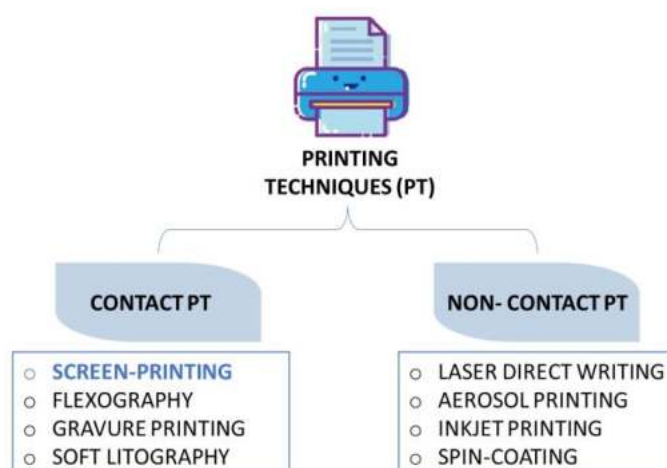 PRINTING
TECHNIQUES (PT)
CONTACT PT
○ SCREEN-PRINTING
○ FLEXOGRAPHY
○ GRAVURE PRINTING
○ SOFT LITOGRAPHY
NON- CONTACT PT
○ LASER DIRECT WRITING
○ AEROSOL PRINTING
○ INKJET PRINTING
○ SPIN-COATING